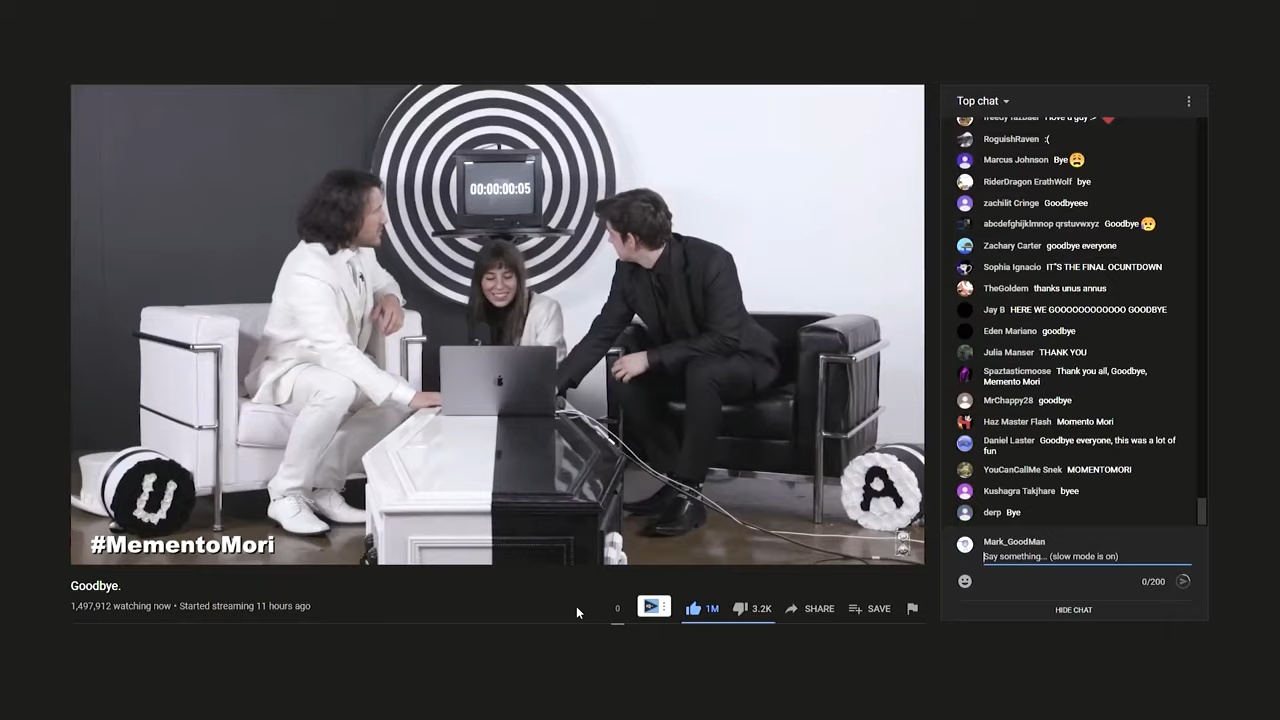 00:00:00:05
U
A
#MementoMori
Goodbye.
1,497,912 watching now • Started streaming 11 hours ago
0
1M
3.2K
SHARE
SAVE
Top chat
RoguishRaven :(
Marcus Johnson Bye
RiderDragon ErathWolf bye
zachilit Cringe Goodbyeee
abcdefghijklmnop qrstuvwxyz Goodbye
Zachary Carter goodbye everyone
Sophia Ignacio IT"S THE FINAL OCUNTDOWN
TheGoldem thanks unus annus
Jay B HERE WE GOOOOOOOOOOO GOODBYE
Eden Mariano goodbye
Julia Manser THANK YOU
Spaztasticmoose Thank you all, Goodbye,
Memento Mori
MrChappy28 goodbye
Haz Master Flash Momento Mori
Daniel Laster Goodbye everyone, this was a lot of
fun
YouCanCallMe Snek MOMENTOMORI
Kushagra Takjhare byee
derp Bye
Mark_GoodMan
Say something... (slow mode is on)
0/200
HIDE CHAT